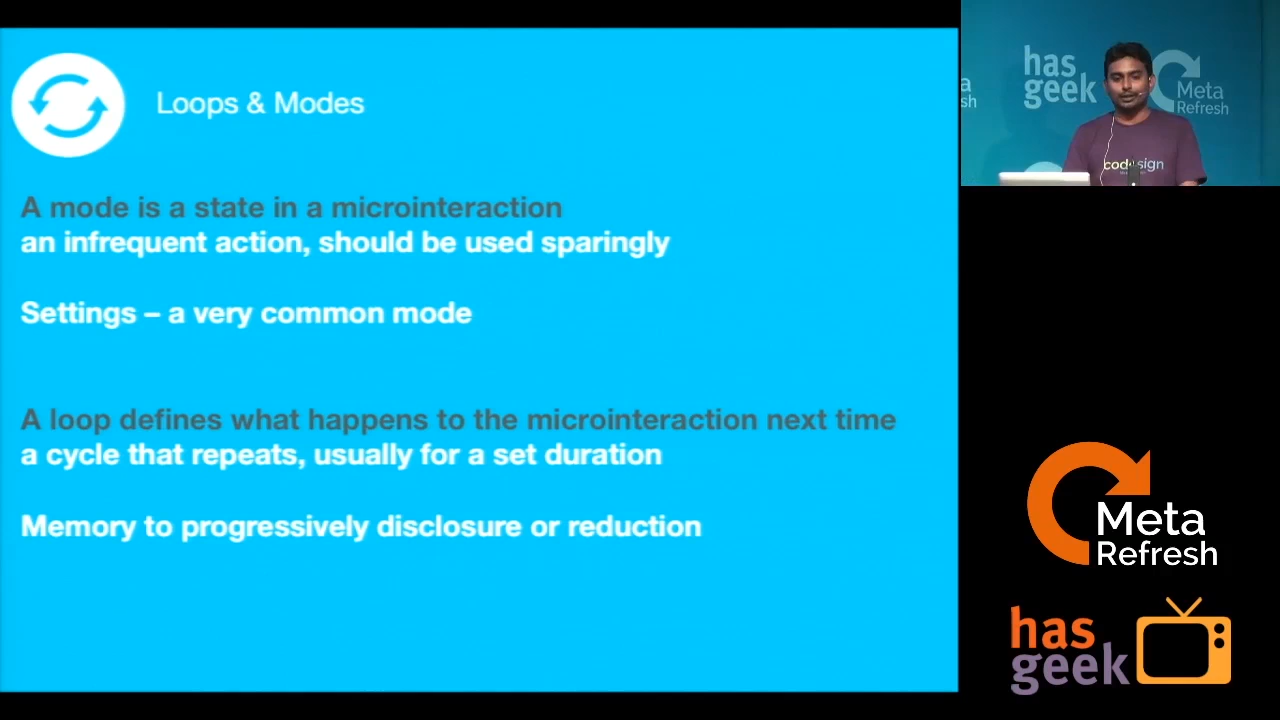 Loops & Modes
A mode is a state in a microinteraction
an infrequent action, should be used sparingly
Settings – a very common mode
A loop defines what happens to the microinteraction next time
a cycle that repeats, usually for a set duration
Memory to progressively disclosure or reduction
has
geek
Meta
Refresh
a
sh
Meta
Refresh
has
geek